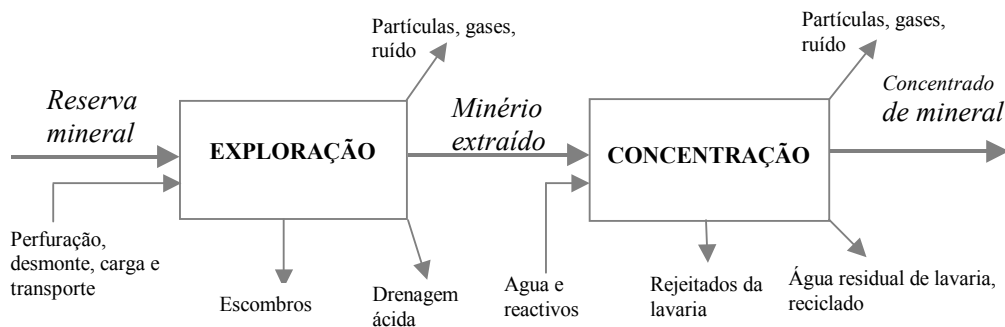 Partículas, gases,
ruído
Reserva
mineral
EXPLORAÇÃO
Perfuração,
desmonte, carga e
transporte
Escombros
Drenagem
ácida
Minério
extraído
Partículas, gases,
ruído
CONCENTRAÇÃO
Concentrado
de mineral
Agua e
reactivos
Rejeitados da
lavaria
Água residual de lavaria,
reciclado